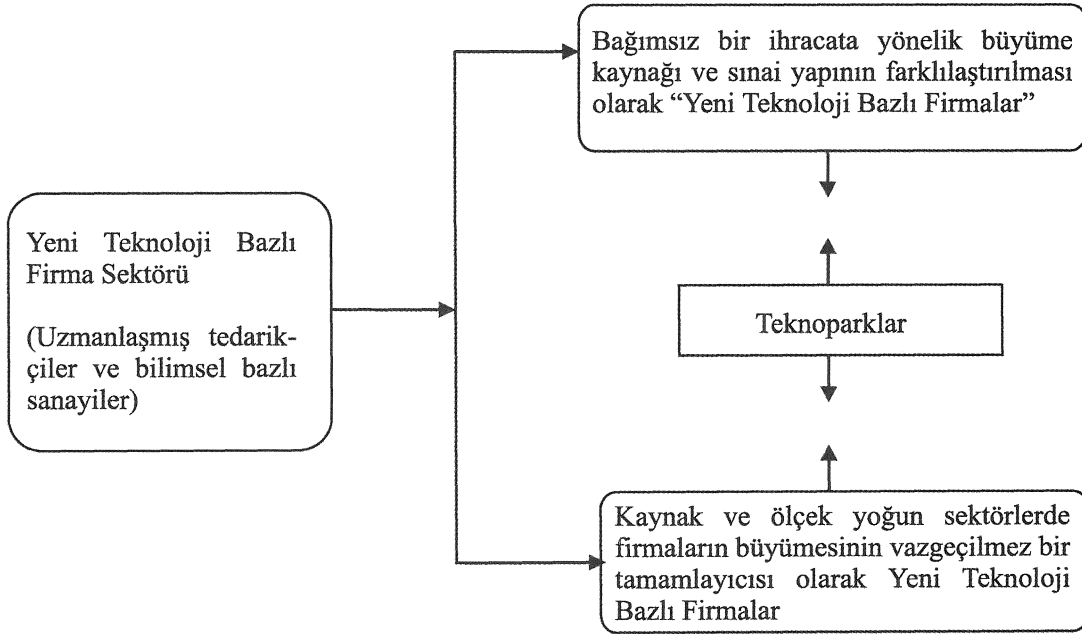 Bağımsız bir ihracata yönelik büyüme
kaynağı ve sınai yapının farklılaştırılması
olarak “Yeni Teknoloji Bazlı Firmalar”
Yeni Teknoloji Bazlı
Firma Sektörü
(Uzmanlaşmış tedarik-
çiler ve bilimsel bazlı
sanayiler)
Teknoparklar
Kaynak ve ölçek yoğun sektörlerde
firmaların büyümesinin vazgeçilmez bir
tamamlayıcısı olarak Yeni Teknoloji
Bazlı Firmalar